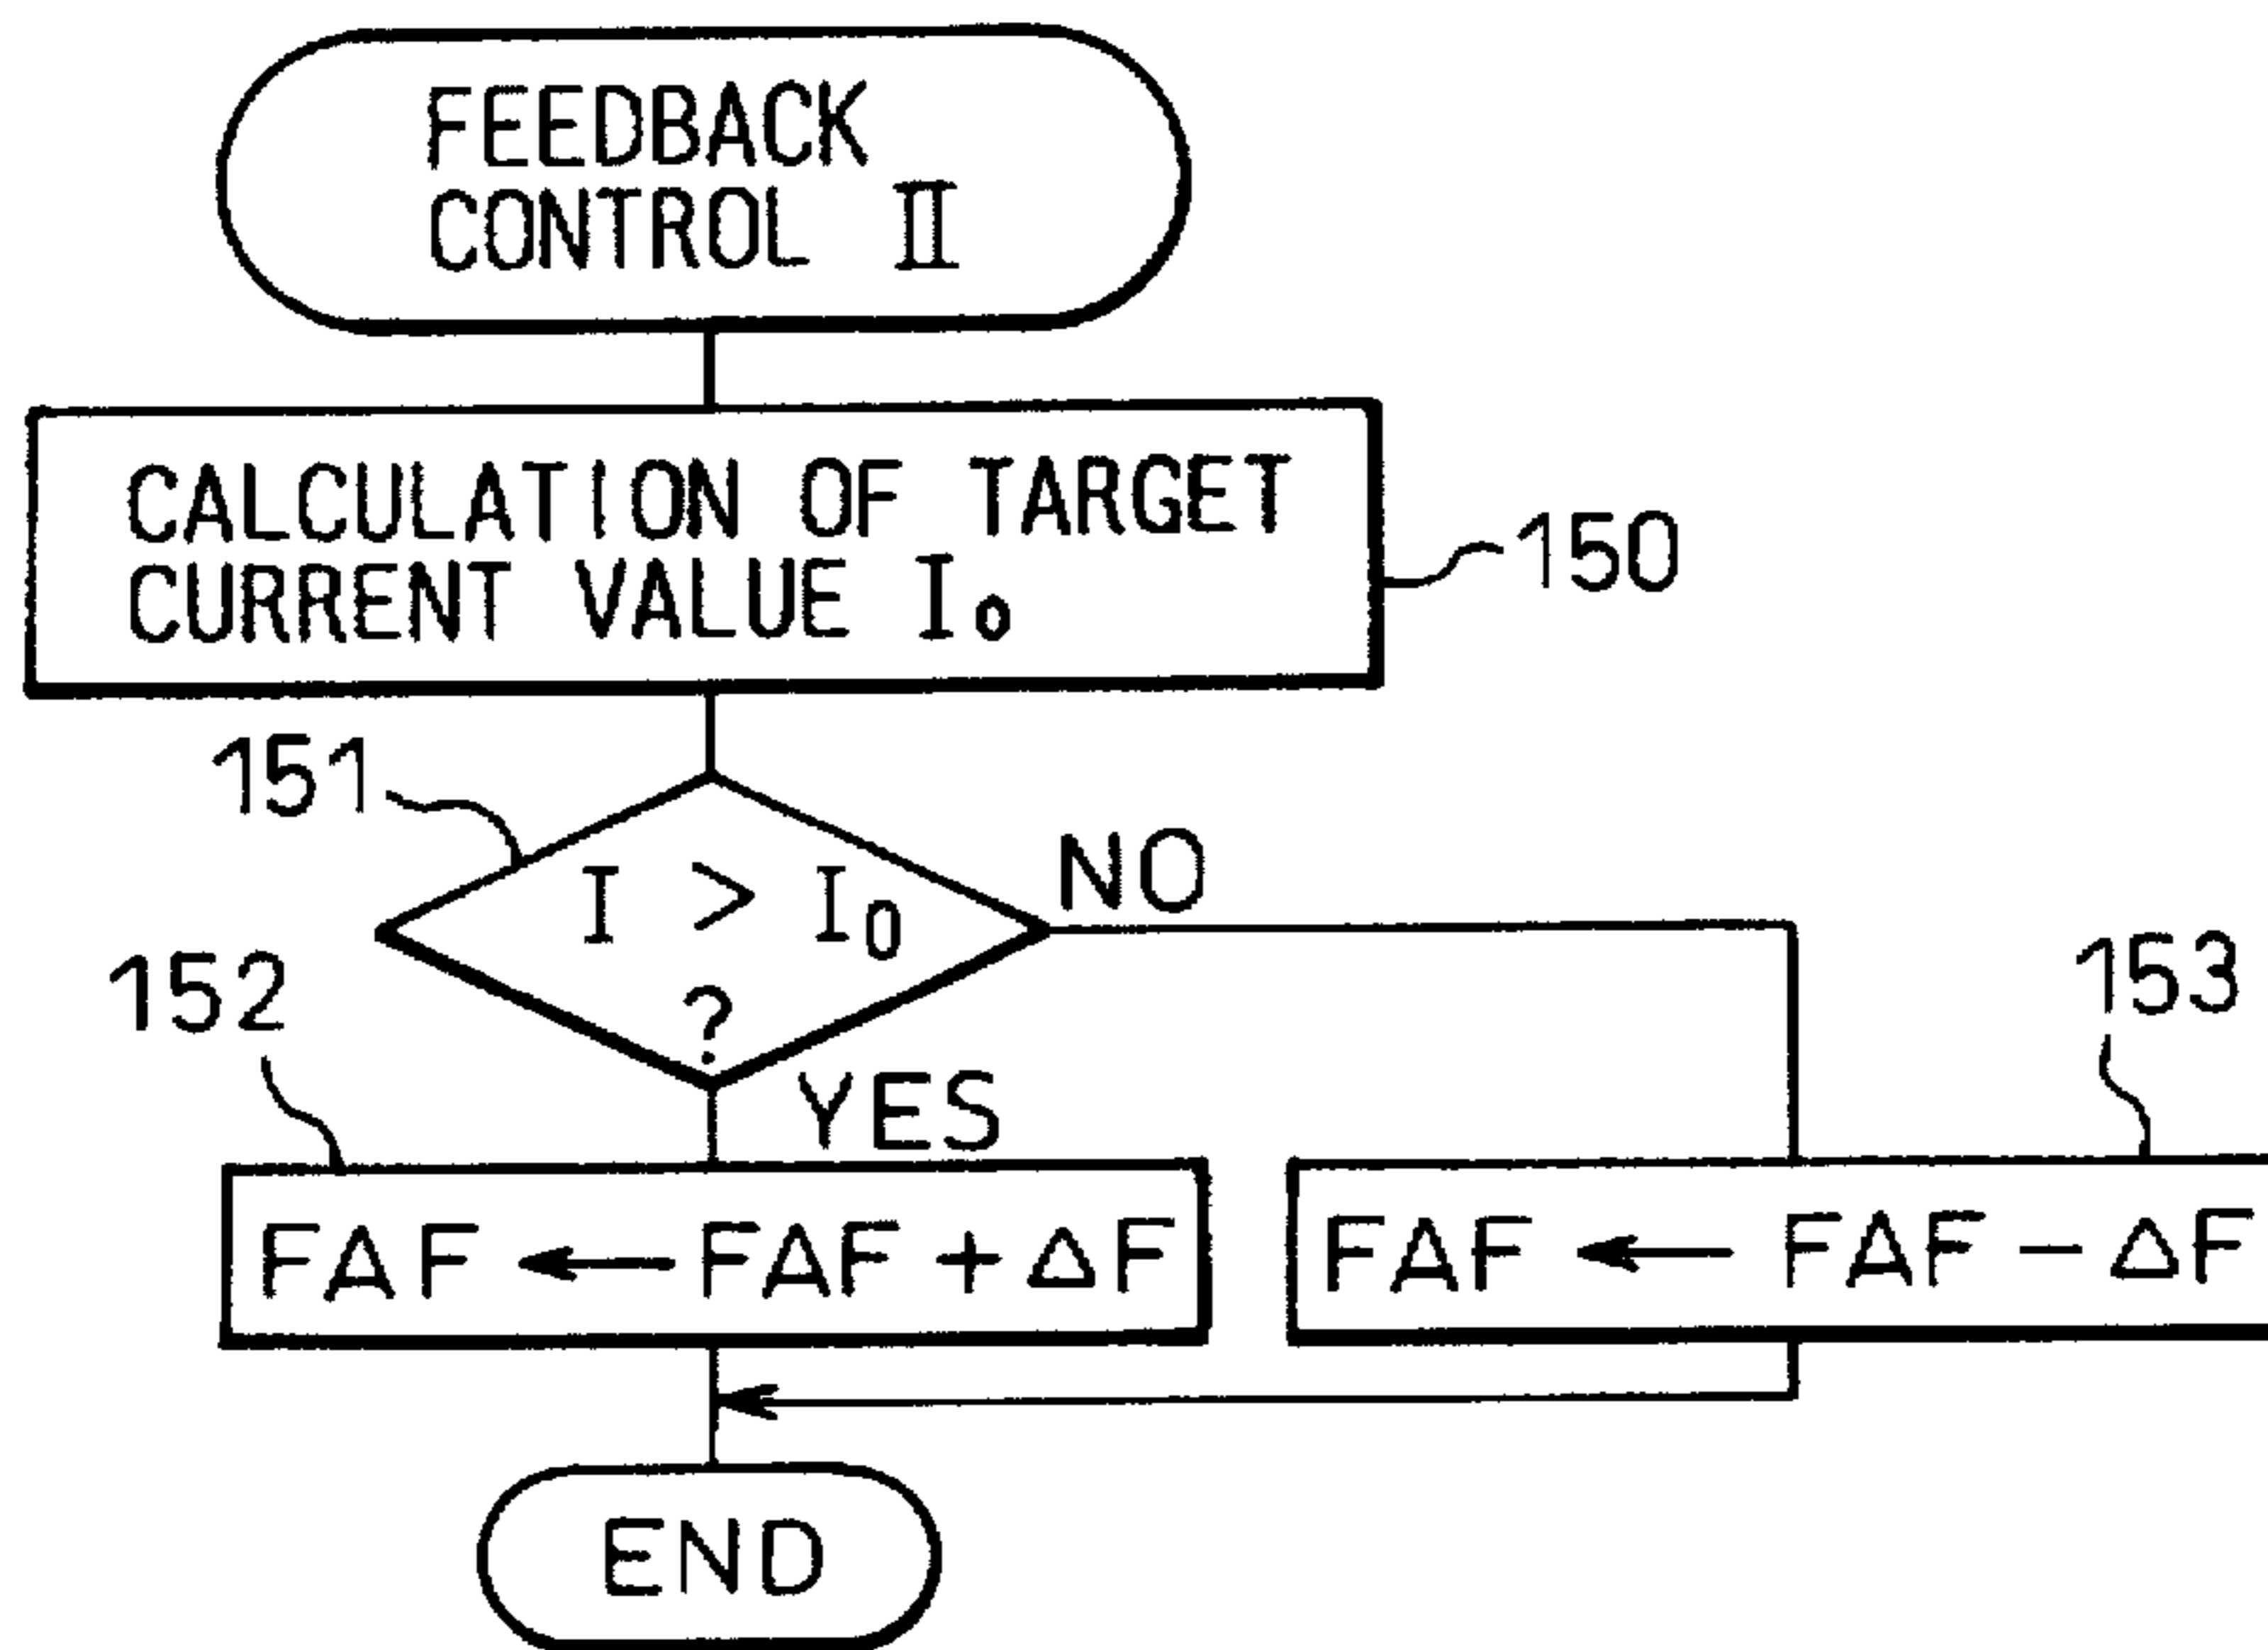 FEEDBACK
CONTROL II
CALCULATION OF TARGET
CURRENT VALUE I₀
150
151
I > I₀
?
NO
YES
152
FAF ← FAF + ΔF
153
FAF ← FAF − ΔF
END